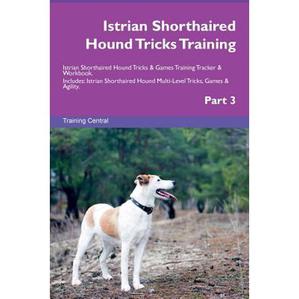 Istrian Shorthaired
Hound Tricks Training
Istrian Shorthaired Hound Tricks & Games Training Tracker &
Workbook.
Includes: Istrian Shorthaired Hound Multi-Level Tricks, Games &
Agility.
Part 3
Training Central